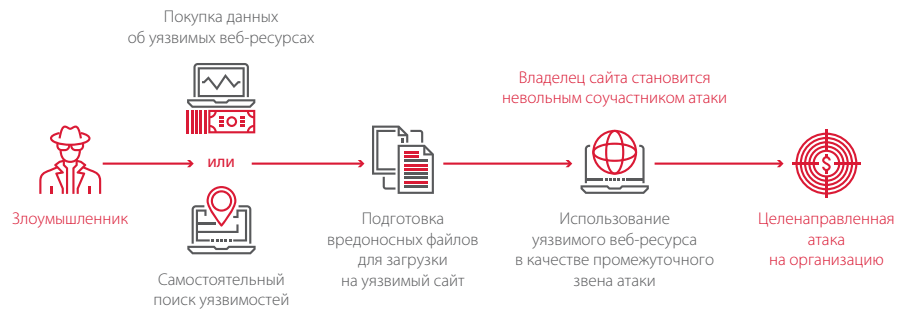 Покупка данных
об уязвимых веб-ресурсах
Владелец сайта становится
невольным соучастником атаки
или
Злоумышленник
Самостоятельный
поиск уязвимостей
Подготовка
вредоносных файлов
для загрузки
на уязвимый сайт
Использование
уязвимого веб-ресурса
в качестве промежуточного
звена атаки
Целенаправленная
атака
на организацию